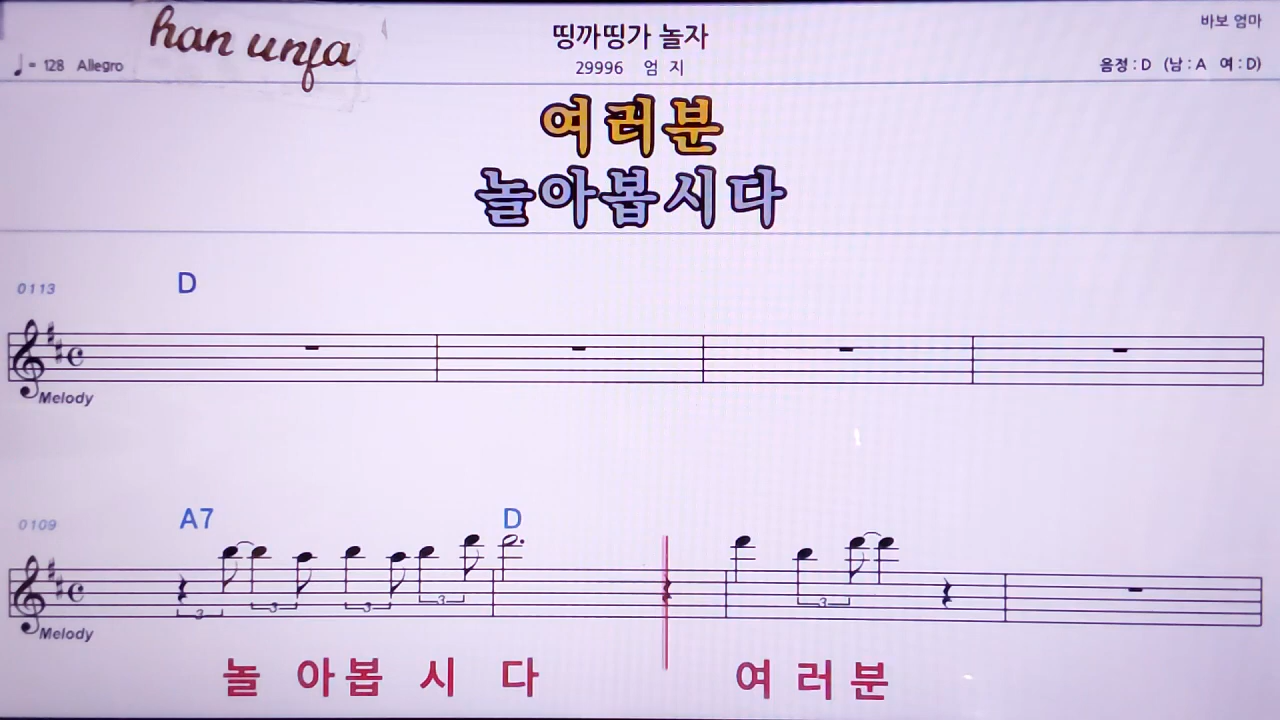 han unfa
띵까띵가 놀자
바보 엄마
♩= 128 Allegro
29996 엄 지
음정 : D (남 : A 여 : D)
여러분
놀아봅시다
0113
D
Melody
0109
A7 D
3 3 3 3 3
Melody
놀 아 봅 시 다 여 러 분